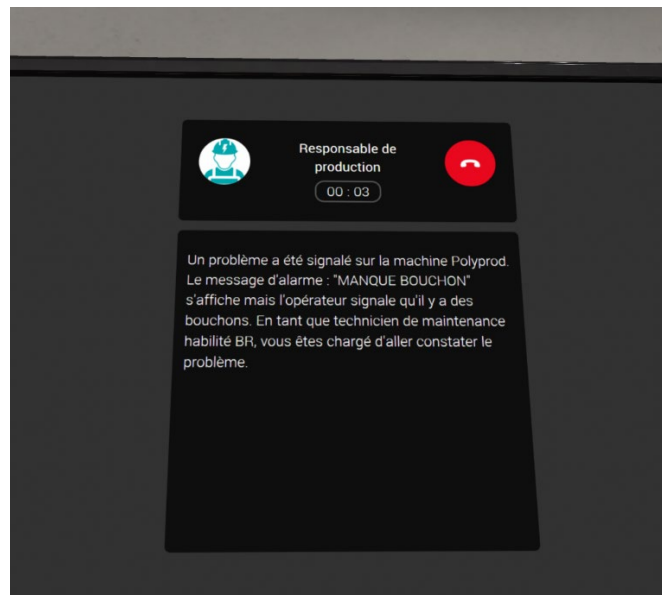 Responsable de
production
00 : 03
Un problème a été signalé sur la machine Polyprod.
Le message d'alarme : "MANQUE BOUCHON"
s'affiche mais l'opérateur signale qu'il y a des
bouchons. En tant que technicien de maintenance
habilité BR, vous êtes chargé d'aller constater le
problème.